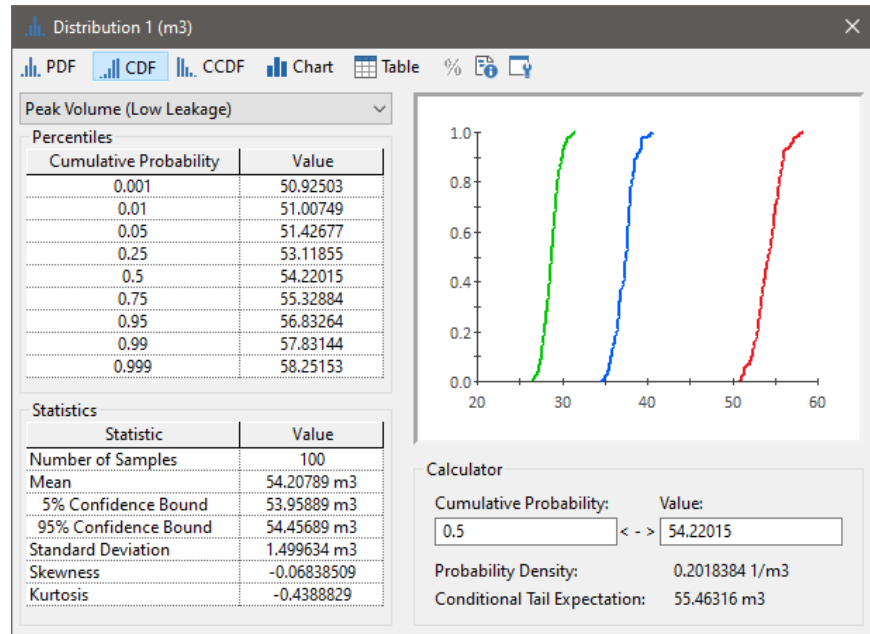 Distribution 1 (m3)
PDF CDF CCDF Chart Table %
Peak Volume (Low Leakage)
Percentiles
Cumulative Probability Value
0.001 50.92503
0.01 51.00749
0.05 51.42677
0.25 53.11855
0.5 54.22015
0.75 55.32884
0.95 56.83264
0.99 57.83144
0.999 58.25153
Statistics
Statistic Value
Number of Samples 100
Mean 54.20789 m3
5% Confidence Bound 53.95889 m3
95% Confidence Bound 54.45689 m3
Standard Deviation 1.499634 m3
Skewness -0.06838509
Kurtosis -0.4388829
1.0
0.8
0.6
0.4
0.2
0.0
20 30 40 50 60
Calculator
Cumulative Probability: Value:
0.5 < - > 54.22015
Probability Density: 0.2018384 1/m3
Conditional Tail Expectation: 55.46316 m3